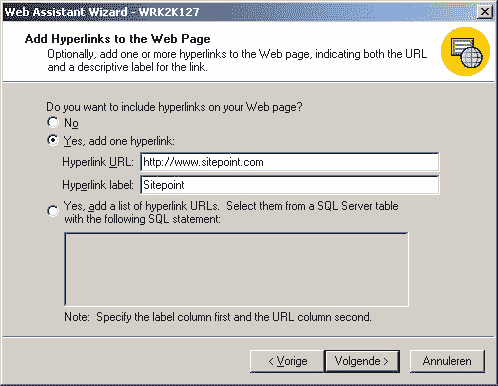 Web Assistant Wizard - WRK2K127
Add Hyperlinks to the Web Page
Optionally, add one or more hyperlinks to the Web page, indicating both the URL
and a descriptive label for the link.
Do you want to include hyperlinks on your Web page?
No
Yes, add one hyperlink:
Hyperlink URL: http://www.sitepoint.com
Hyperlink label: Sitepoint
Yes, add a list of hyperlink URLs. Select them from a SQL Server table
with the following SQL statement:
Note: Specify the label column first and the URL column second.
< Vorige Volgende > Annuleren